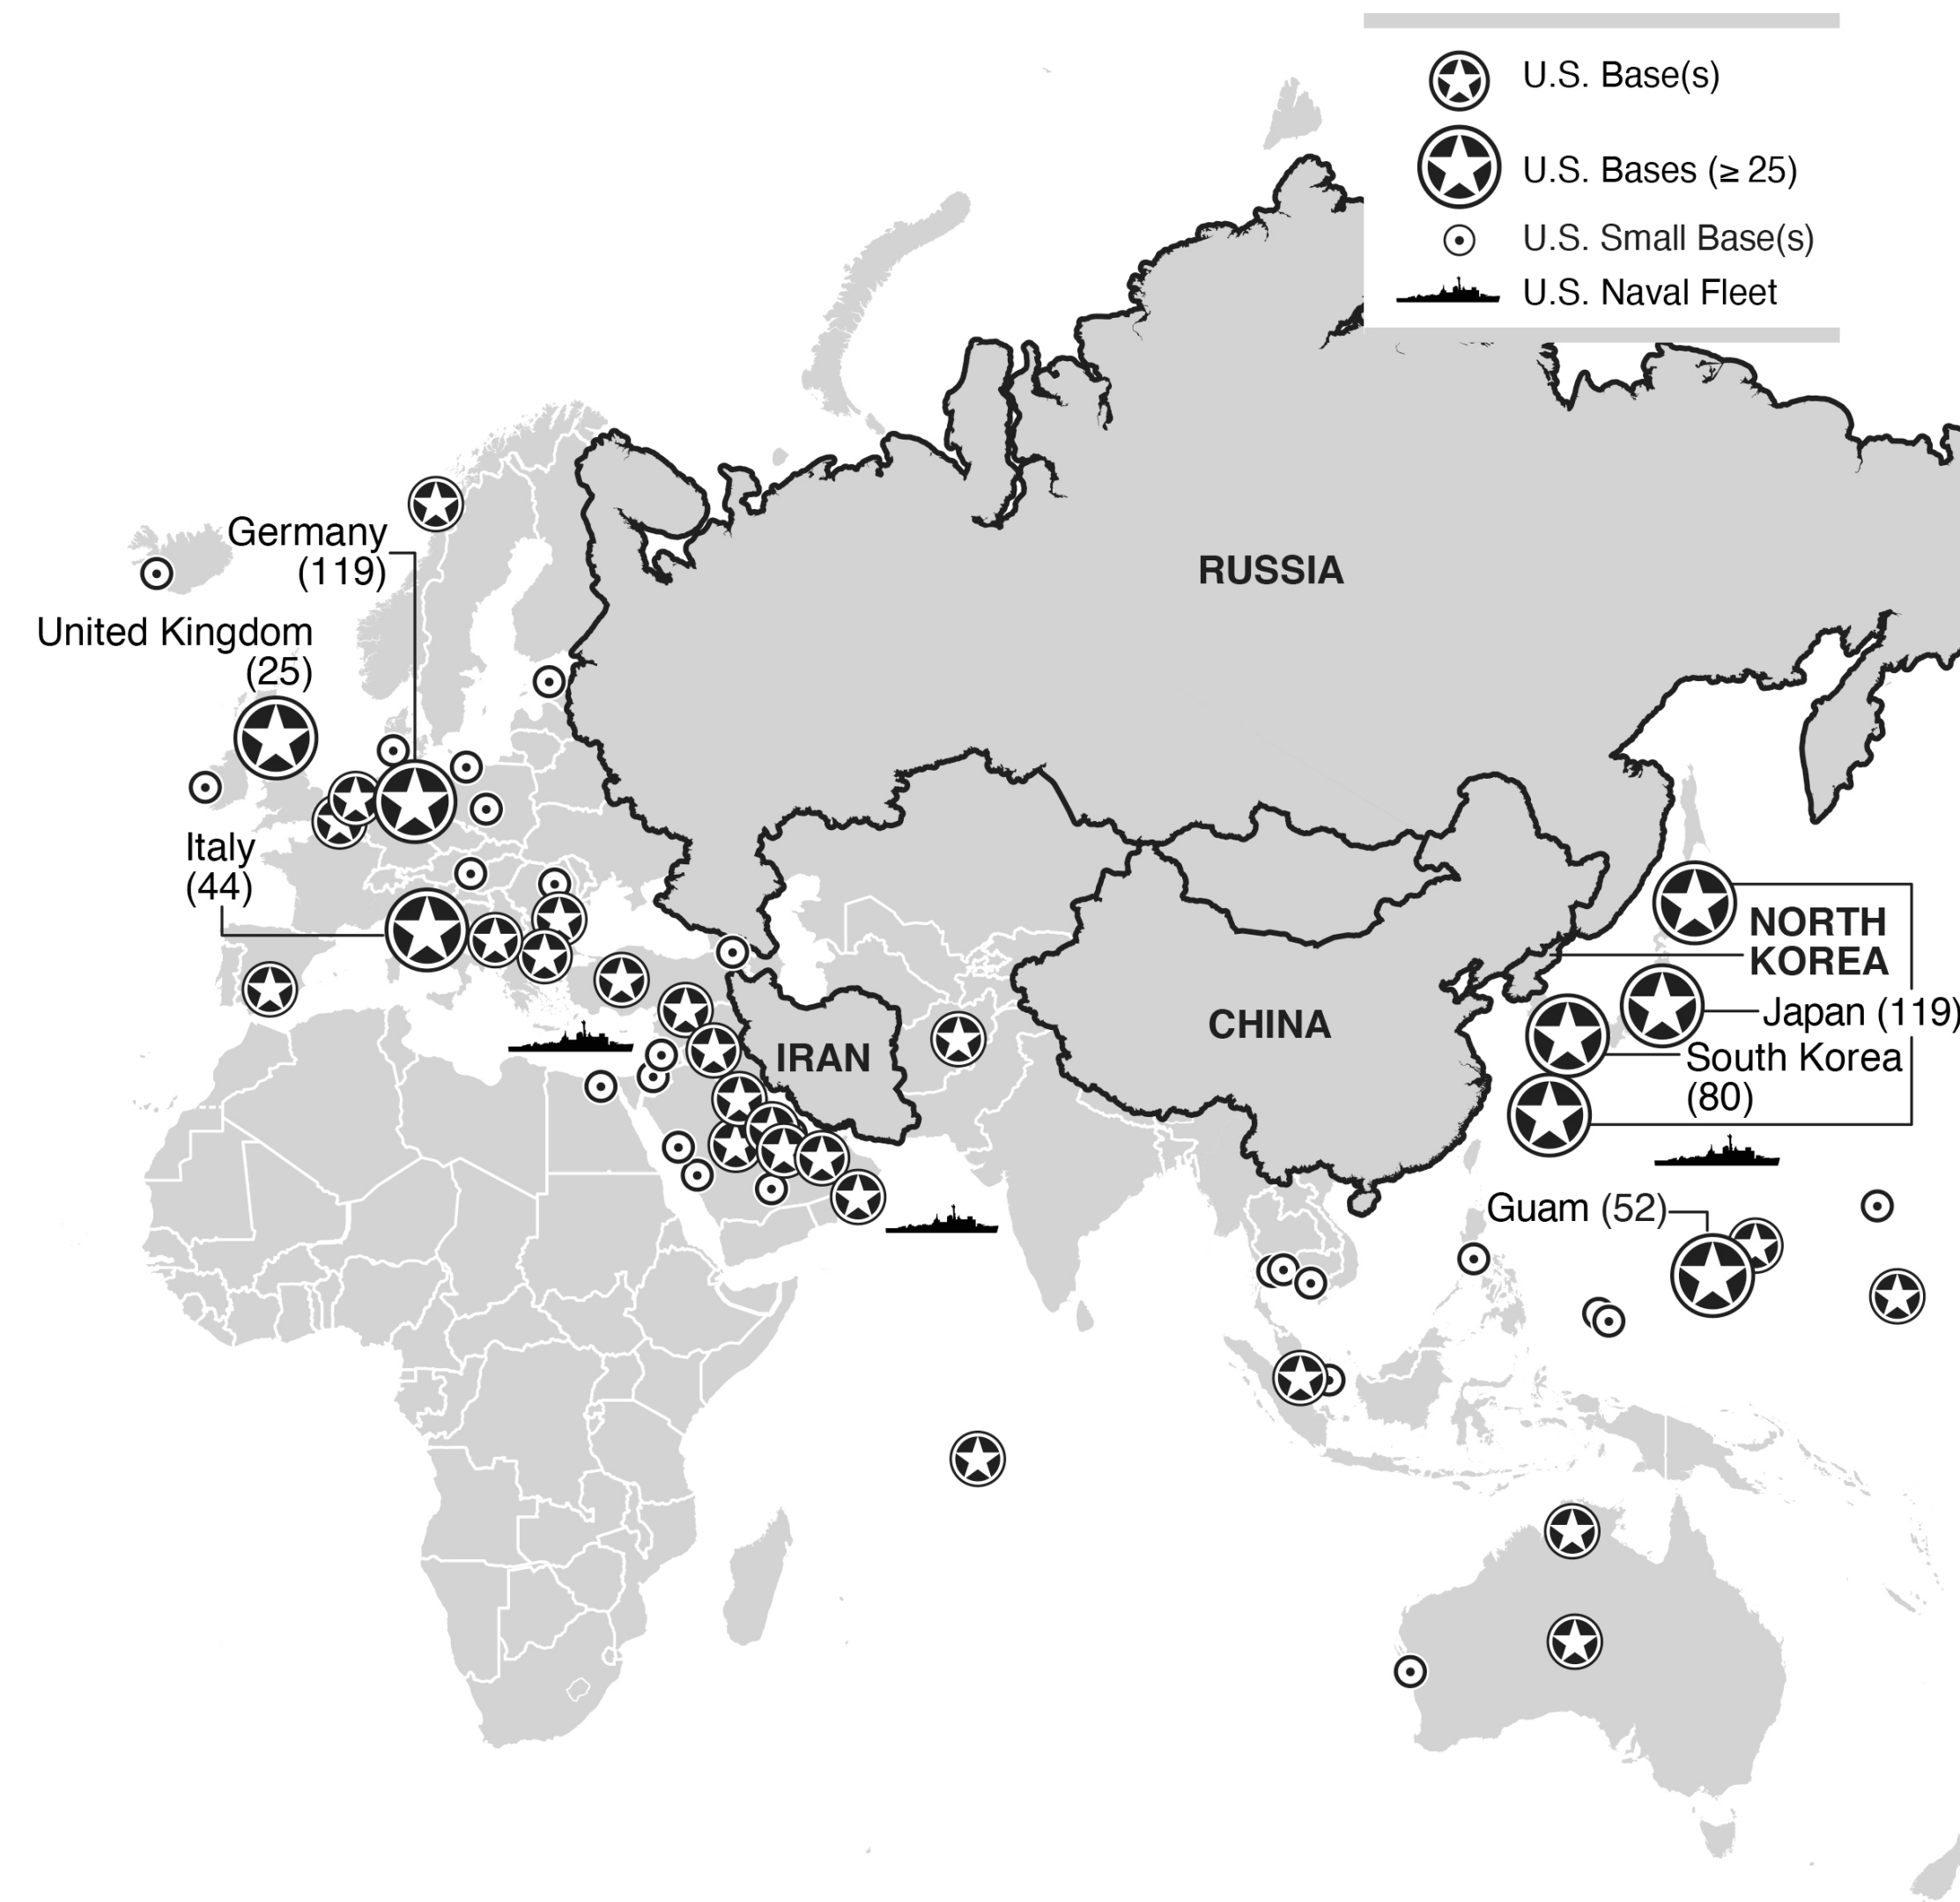 U.S. Base(s)
U.S. Bases (≥ 25)
U.S. Small Base(s)
U.S. Naval Fleet
Germany
(119)
RUSSIA
United Kingdom
(25)
Italy
(44)
NORTH
KOREA
Japan (119)
CHINA
IRAN
South Korea
(80)
Guam (52)